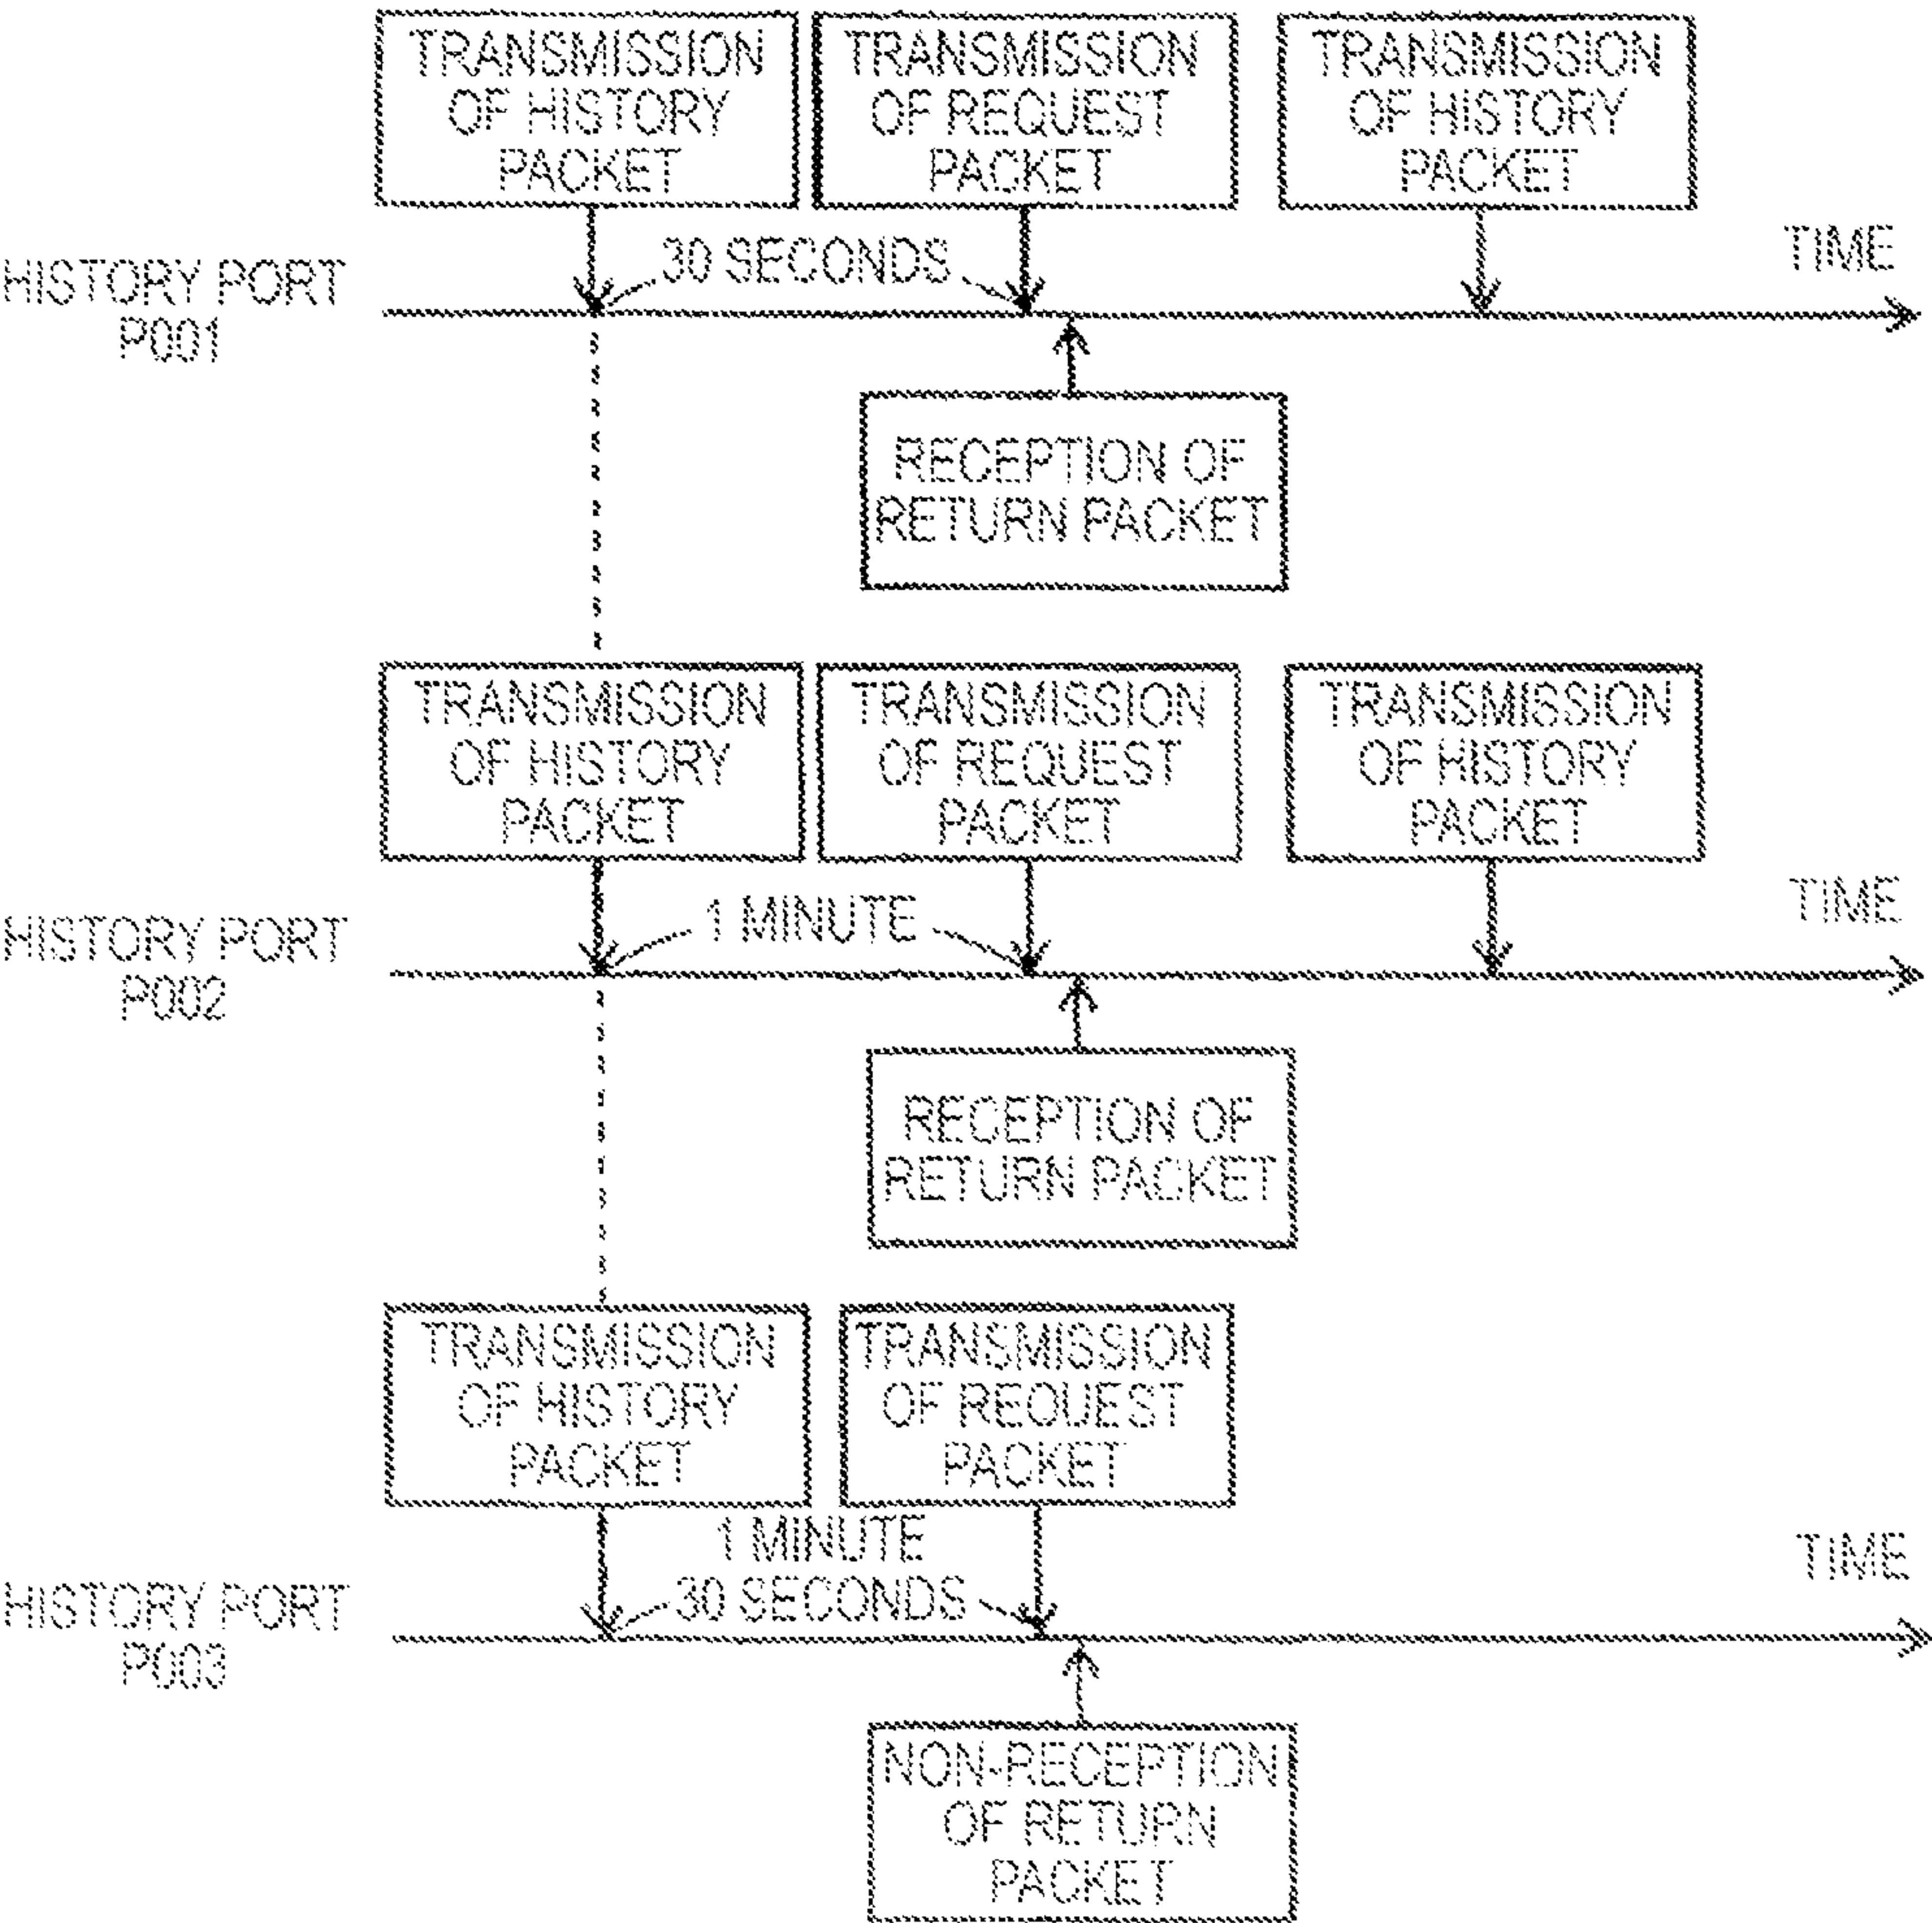 TRANSMISSION
OF HISTORY
PACKET
TRANSMISSION
OF REQUEST
PACKET
TRANSMISSION
OF HISTORY
PACKET
30 SECONDS
TIME
HISTORY PORT
P001
RECEPTION OF
RETURN PACKET
TRANSMISSION
OF HISTORY
PACKET
TRANSMISSION
OF REQUEST
PACKET
TRANSMISSION
OF HISTORY
PACKET
1 MINUTE
TIME
HISTORY PORT
P002
RECEPTION OF
RETURN PACKET
TRANSMISSION
OF HISTORY
PACKET
TRANSMISSION
OF REQUEST
PACKET
1 MINUTE
30 SECONDS
TIME
HISTORY PORT
P003
NON-RECEPTION
OF RETURN
PACKET